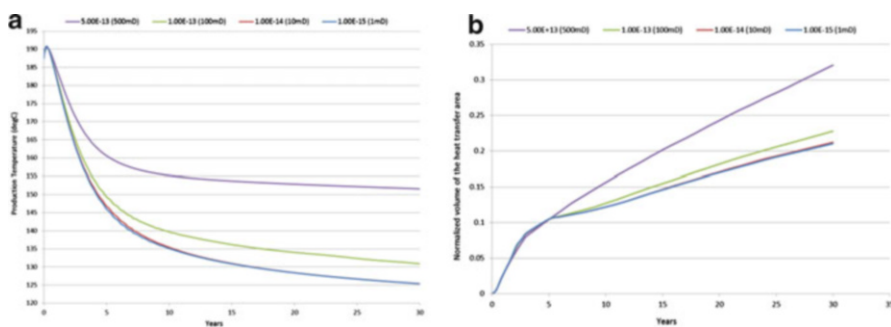 a
5.00E-13 (500mD) 1.00E-13 (100mD) 1.00E-14 (10mD) 1.00E-15 (1mD)
Production Temperature (degC)
195
190
185
180
175
170
165
160
155
150
145
140
135
130
125
120
0 5 10 15 20 25 30
Years
b
5.00E+13 (500mD) 1.00E-13 (100mD) 1.00E-14 (10mD) 1.00E-15 (1mD)
Normalized volume of the heat transfer area
0.35
0.3
0.25
0.2
0.15
0.1
0.05
0
0 5 10 15 20 25 30 35
Years